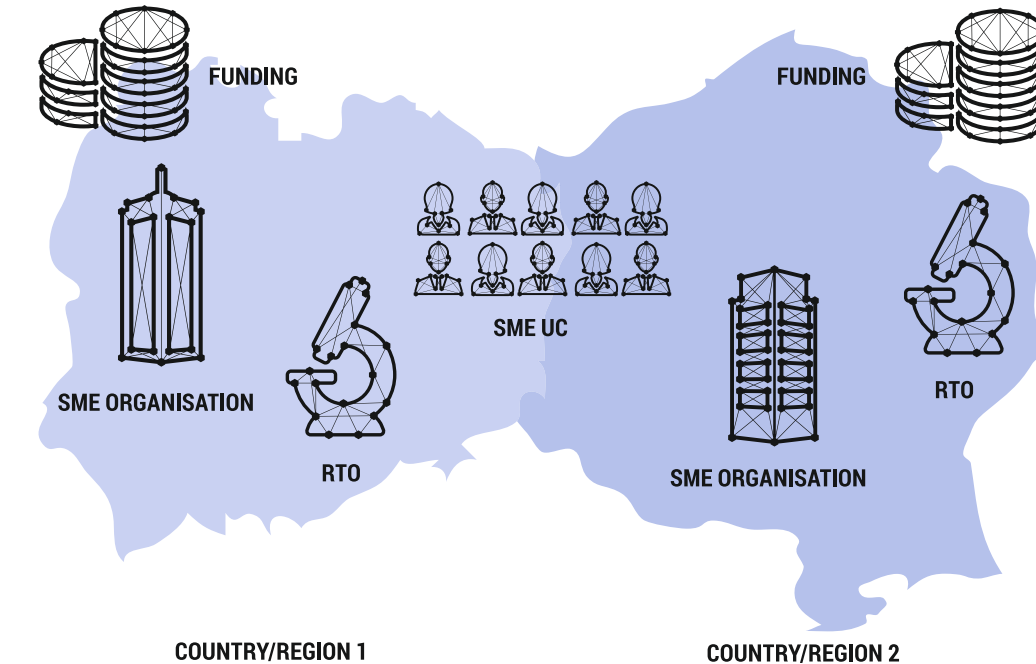 FUNDING
FUNDING
SME UC
SME ORGANISATION
RTO
RTO
SME ORGANISATION
COUNTRY/REGION 1
COUNTRY/REGION 2